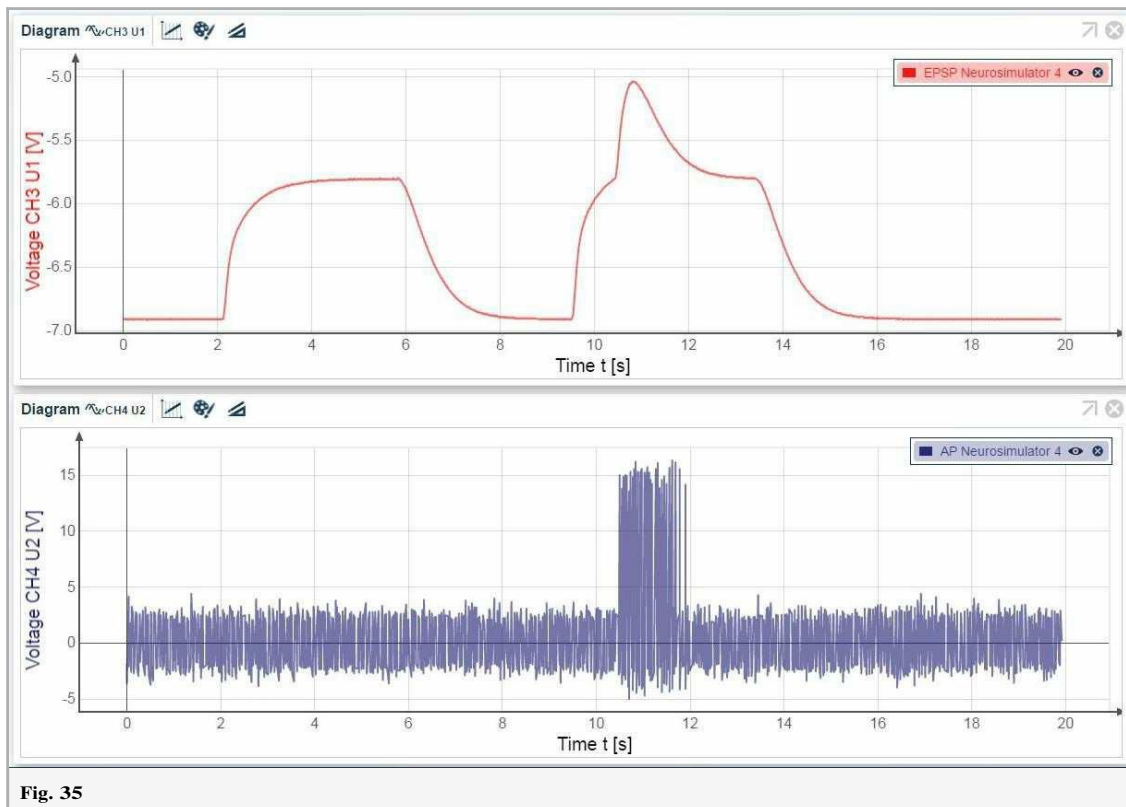 Diagram CH3 U1
EPSP Neurosimulator 4
Voltage CH3 U1 [V]
-5.0
-5.5
-6.0
-6.5
-7.0
0 2 4 6 8 10 12 14 16 18 20
Time t [s]
Diagram CH4 U2
AP Neurosimulator 4
Voltage CH4 U2 [V]
15
10
5
0
-5
0 2 4 6 8 10 12 14 16 18 20
Time t [s]
Fig. 35